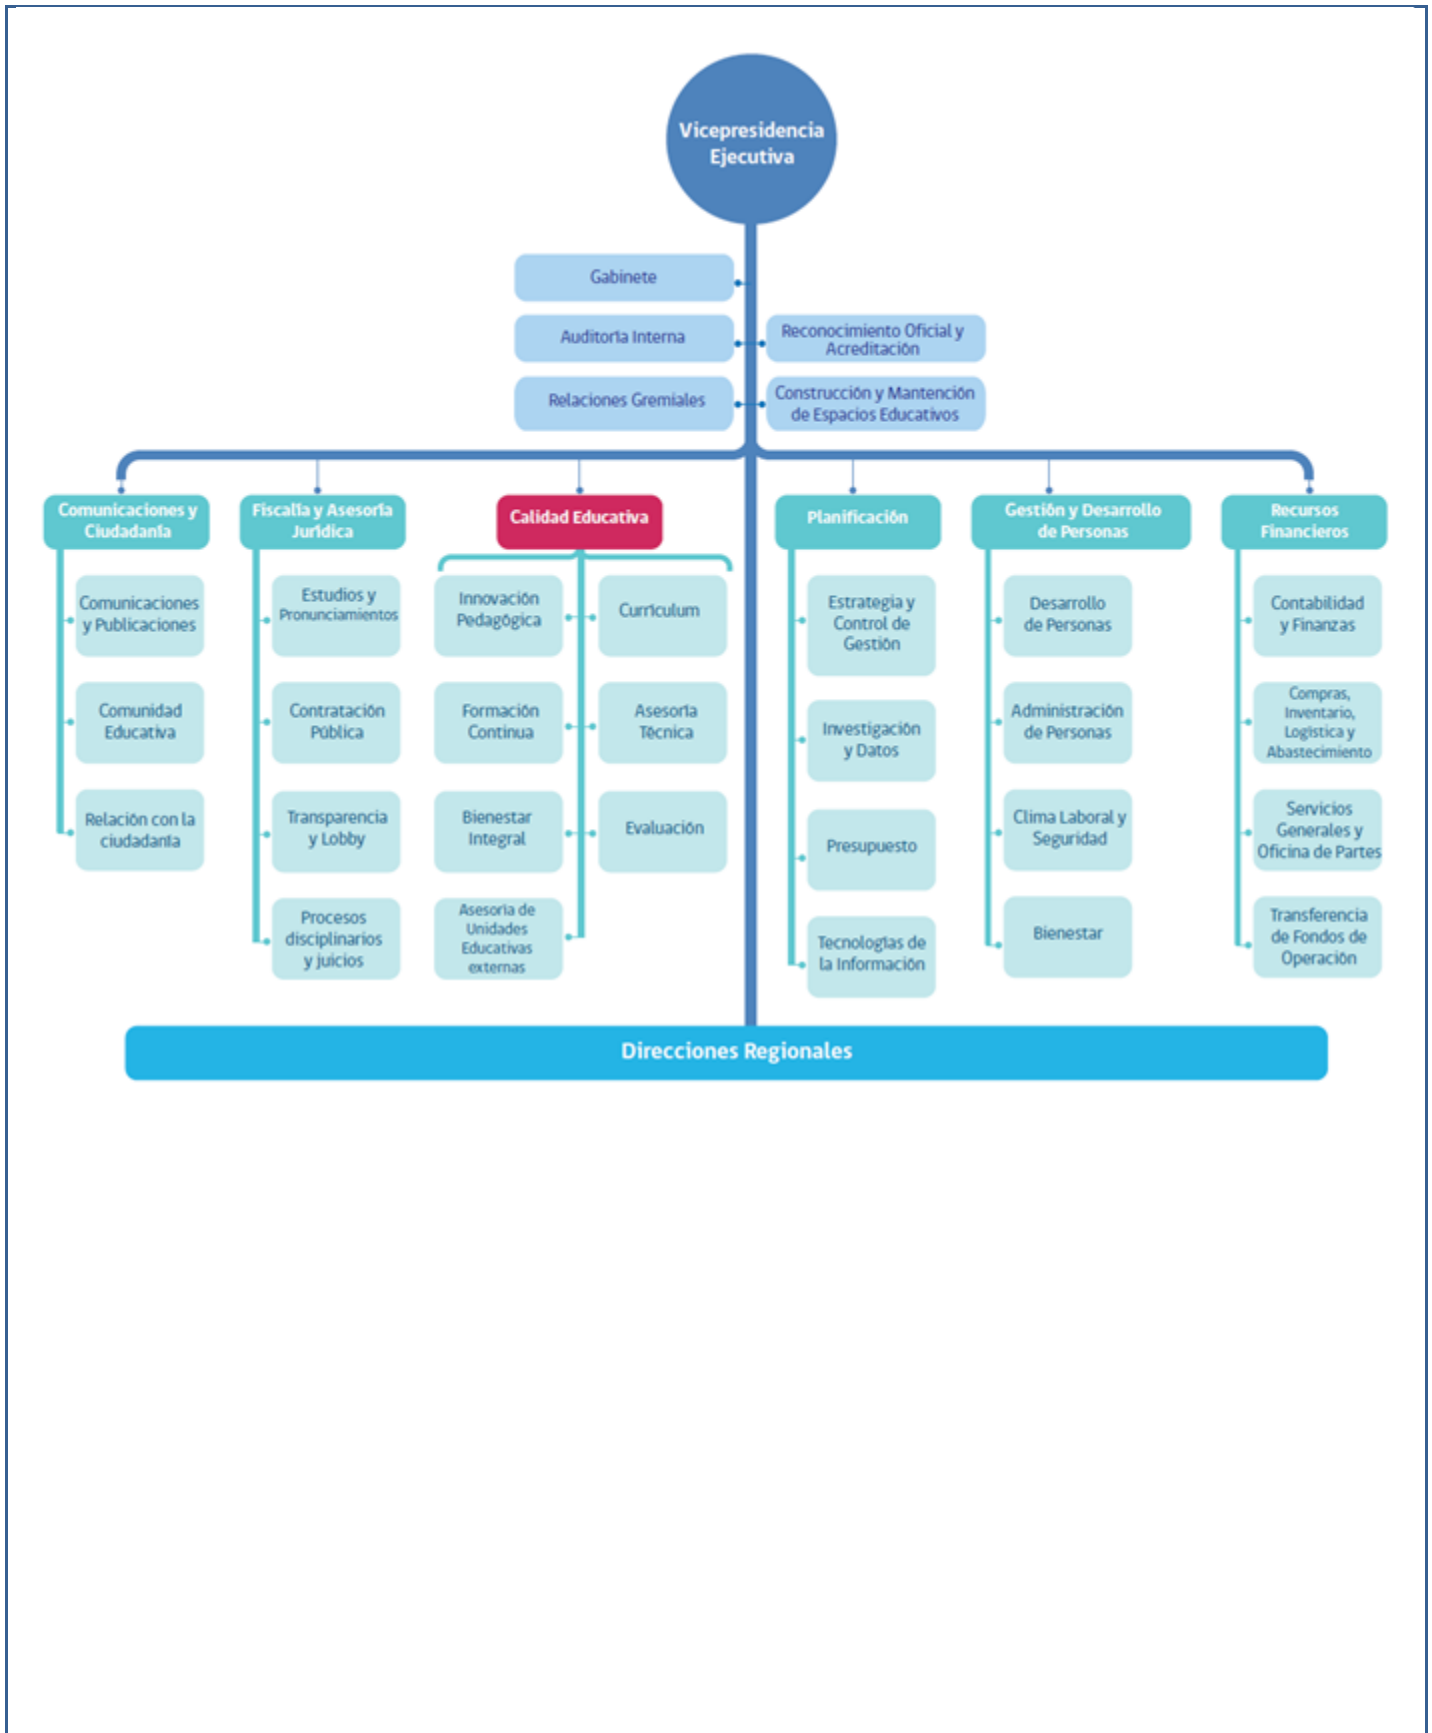 Vicepresidencia
Ejecutiva
Gabinete
Auditoría Interna
Reconocimiento Oficial y
Acreditación
Relaciones Gremiales
Construcción y Mantención
de Espacios Educativos
Comunicaciones y
Ciudadanía
Comunicaciones
y Publicaciones
Comunidad
Educativa
Relación con la
ciudadanía
Fiscalía y Asesoría
Jurídica
Estudios y
Pronunciamientos
Contratación
Pública
Transparencia
y Lobby
Procesos
disciplinarios
y juicios
Calidad Educativa
Innovación
Pedagógica
Curriculum
Formación
Continua
Asesoría
Técnica
Bienestar
Integral
Evaluación
Asesoría de
Unidades
Educativas
externas
Planificación
Estrategia y
Control de
Gestión
Investigación
y Datos
Presupuesto
Tecnologías de
la Información
Gestión y Desarrollo
de Personas
Desarrollo
de Personas
Administración
de Personas
Clima Laboral y
Seguridad
Bienestar
Recursos
Financieros
Contabilidad
y Finanzas
Compras,
Inventario,
Logística y
Abastecimiento
Servicios
Generales y
Oficina de Partes
Transferencia
de Fondos de
Operación
Direcciones Regionales